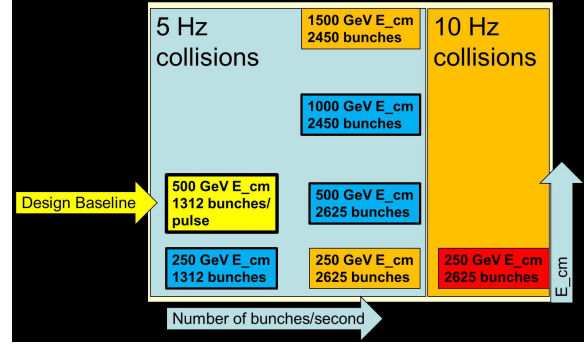 5 Hz
collisions
1500 GeV E_cm
2450 bunches
10 Hz
collisions
1000 GeV E_cm
2450 bunches
Design Baseline
500 GeV E_cm
1312 bunches/
pulse
500 GeV E_cm
2625 bunches
250 GeV E_cm
1312 bunches
250 GeV E_cm
2625 bunches
250 GeV E_cm
2625 bunches
E_cm
Number of bunches/second